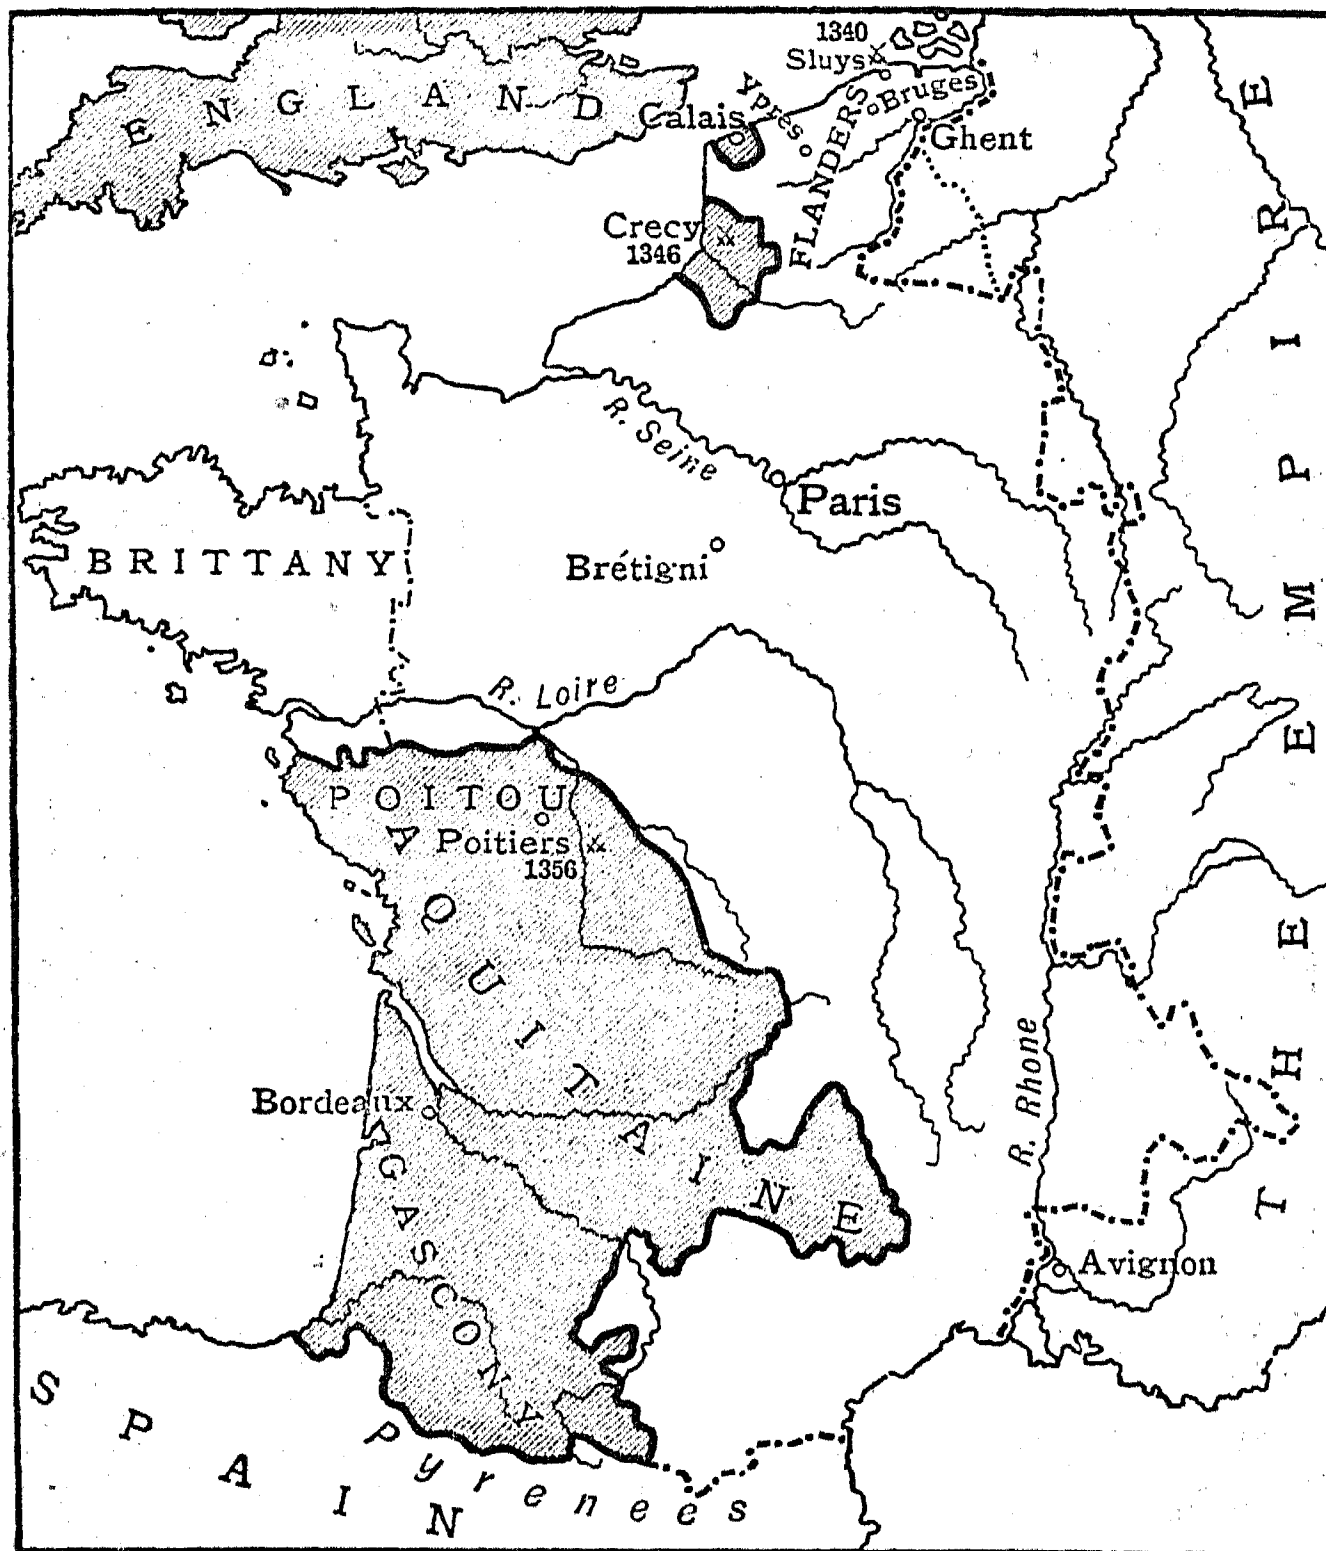 1340
Sluys
ENGLAND
Calais
Ypres
Bruges
FLANDERS
Ghent
Crecy
1346
R. Seine
Paris
BRITTANY
Brétigni
R. Loire
POITOU
Poitiers
1356
AQUITAINE
Bordeaux
GASCONY
R. Rhone
Avignon
THE EMPIRE
SPAIN
Pyrenees